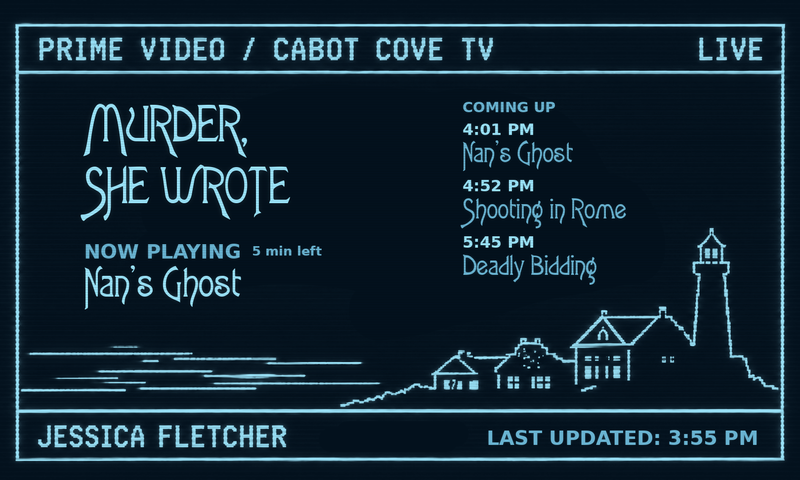 PRIME VIDEO / CABOT COVE TV
LIVE
MURDER,
SHE WROTE
NOW PLAYING 5 min left
Nan's Ghost
COMING UP
4:01 PM
Nan's Ghost
4:52 PM
Shooting in Rome
5:45 PM
Deadly Bidding
JESSICA FLETCHER
LAST UPDATED: 3:55 PM